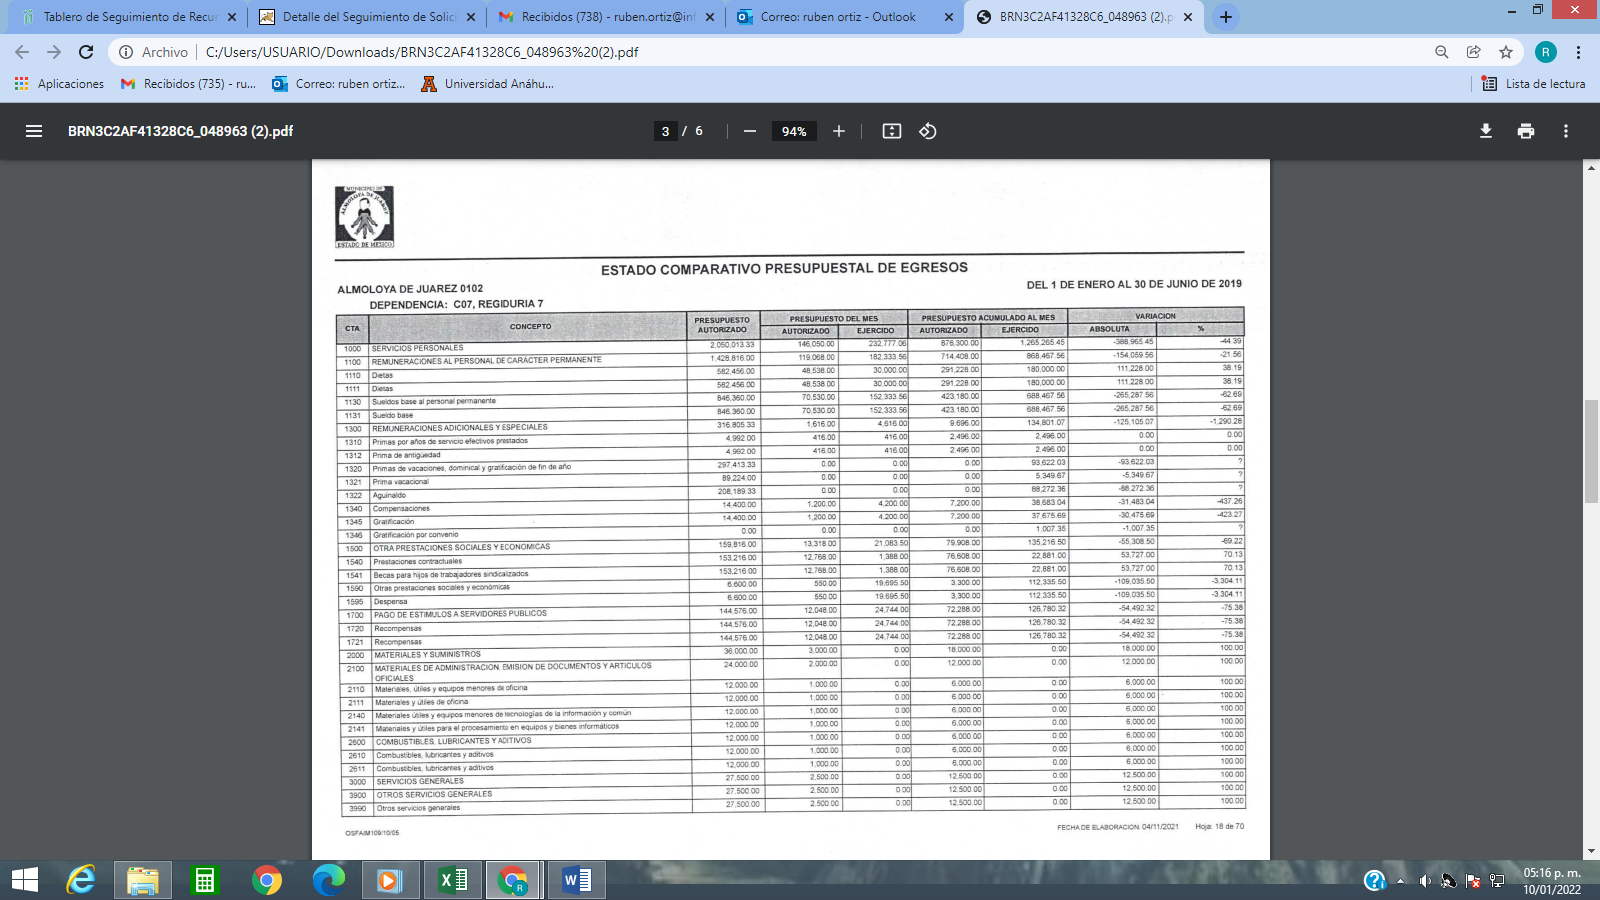 Tablero de Seguimiento de Recur
Detalle del Seguimiento de Solici
Recibidos (738) - ruben.ortiz@inf
Correo: ruben ortiz - Outlook
BRN3C2AF41328C6_048963 (2).p
Archivo | C:/Users/USUARIO/Downloads/BRN3C2AF41328C6_048963%20(2).pdf
R
Aplicaciones
Recibidos (735) - ru...
Correo: ruben ortiz...
Universidad Anáhu...
Lista de lectura
BRN3C2AF41328C6_048963 (2).pdf
3 / 6
94%
MUNICIPIO DE
ALMOLOYA DE JUAREZ
ESTADO DE MEXICO
ESTADO COMPARATIVO PRESUPUESTAL DE EGRESOS
ALMOLOYA DE JUAREZ 0102
DEL 1 DE ENERO AL 30 DE JUNIO DE 2019
DEPENDENCIA: C07, REGIDURIA 7
CTA CONCEPTO PRESUPUESTO AUTORIZADO PRESUPUESTO DEL MES PRESUPUESTO ACUMULADO AL MES VARIACION
AUTORIZADO EJERCIDO AUTORIZADO EJERCIDO ABSOLUTA %
1000 SERVICIOS PERSONALES 2,050,013.33 146,050.00 232,777.06 876,300.00 1,265,265.45 -388,965.45 -44.39
1100 REMUNERACIONES AL PERSONAL DE CARÁCTER PERMANENTE 1,428,816.00 119,068.00 182,333.56 714,408.00 868,467.56 -154,059.56 -21.56
1110 Dietas 582,456.00 48,538.00 30,000.00 291,228.00 180,000.00 111,228.00 38.19
1111 Dietas 582,456.00 48,538.00 30,000.00 291,228.00 180,000.00 111,228.00 38.19
1130 Sueldos base al personal permanente 846,360.00 70,530.00 152,333.56 423,180.00 688,467.56 -265,287.56 -62.69
1131 Sueldo base 846,360.00 70,530.00 152,333.56 423,180.00 688,467.56 -265,287.56 -62.69
1300 REMUNERACIONES ADICIONALES Y ESPECIALES 316,805.33 1,616.00 4,616.00 9,696.00 134,801.07 -125,105.07 -1,290.28
1310 Primas por años de servicio efectivos prestados 4,992.00 416.00 416.00 2,496.00 2,496.00 0.00 0.00
1312 Prima de antigüedad 4,992.00 416.00 416.00 2,496.00 2,496.00 0.00 0.00
1320 Primas de vacaciones, dominical y gratificación de fin de año 297,413.33 0.00 0.00 0.00 93,622.03 -93,622.03 ?
1321 Prima vacacional 89,224.00 0.00 0.00 0.00 5,349.67 -5,349.67 ?
1322 Aguinaldo 208,189.33 0.00 0.00 0.00 88,272.36 -88,272.36 ?
1340 Compensaciones 14,400.00 1,200.00 4,200.00 7,200.00 38,683.04 -31,483.04 -437.26
1345 Gratificación 14,400.00 1,200.00 4,200.00 7,200.00 37,675.69 -30,475.69 -423.27
1346 Gratificación por convenio 0.00 0.00 0.00 0.00 1,007.35 -1,007.35 ?
1500 OTRA PRESTACIONES SOCIALES Y ECONOMICAS 159,816.00 13,318.00 21,083.50 79,908.00 135,216.50 -55,308.50 -69.22
1540 Prestaciones contractuales 153,216.00 12,768.00 1,388.00 76,608.00 22,881.00 53,727.00 70.13
1541 Becas para hijos de trabajadores sindicalizados 153,216.00 12,768.00 1,388.00 76,608.00 22,881.00 53,727.00 70.13
1590 Otras prestaciones sociales y económicas 6,600.00 550.00 19,695.50 3,300.00 112,335.50 -109,035.50 -3,304.11
1595 Despensa 6,600.00 550.00 19,695.50 3,300.00 112,335.50 -109,035.50 -3,304.11
1700 PAGO DE ESTIMULOS A SERVIDORES PUBLICOS 144,576.00 12,048.00 24,744.00 72,288.00 126,780.32 -54,492.32 -75.38
1720 Recompensas 144,576.00 12,048.00 24,744.00 72,288.00 126,780.32 -54,492.32 -75.38
1721 Recompensas 144,576.00 12,048.00 24,744.00 72,288.00 126,780.32 -54,492.32 -75.38
2000 MATERIALES Y SUMINISTROS 36,000.00 3,000.00 0.00 18,000.00 0.00 18,000.00 100.00
2100 MATERIALES DE ADMINISTRACION, EMISION DE DOCUMENTOS Y ARTICULOS 24,000.00 2,000.00 0.00 12,000.00 0.00 12,000.00 100.00
OFICIALES
2110 Materiales, útiles y equipos menores de oficina 12,000.00 1,000.00 0.00 6,000.00 0.00 6,000.00 100.00
2111 Materiales y útiles de oficina 12,000.00 1,000.00 0.00 6,000.00 0.00 6,000.00 100.00
2140 Materiales útiles y equipos menores de tecnologías de la información y común 12,000.00 1,000.00 0.00 6,000.00 0.00 6,000.00 100.00
2141 Materiales y útiles para el procesamiento en equipos y bienes informáticos 12,000.00 1,000.00 0.00 6,000.00 0.00 6,000.00 100.00
2600 COMBUSTIBLES, LUBRICANTES Y ADITIVOS 12,000.00 1,000.00 0.00 6,000.00 0.00 6,000.00 100.00
2610 Combustibles, lubricantes y aditivos 12,000.00 1,000.00 0.00 6,000.00 0.00 6,000.00 100.00
2611 Combustibles, lubricantes y aditivos 12,000.00 1,000.00 0.00 6,000.00 0.00 6,000.00 100.00
3000 SERVICIOS GENERALES 27,500.00 2,500.00 0.00 12,500.00 0.00 12,500.00 100.00
3900 OTROS SERVICIOS GENERALES 27,500.00 2,500.00 0.00 12,500.00 0.00 12,500.00 100.00
3990 Otros servicios generales 27,500.00 2,500.00 0.00 12,500.00 0.00 12,500.00 100.00
OSFAIM109/10/05
FECHA DE ELABORACION: 04/11/2021 Hoja: 18 de 70
05:16 p. m.
10/01/2022